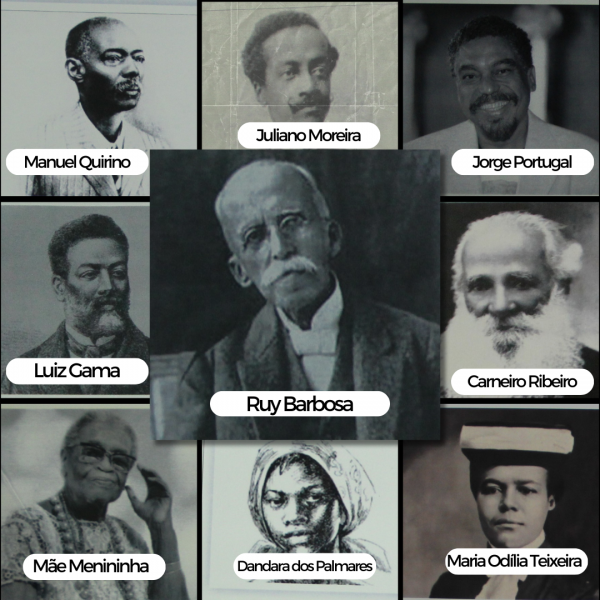 Manuel Quirino
Juliano Moreira
Jorge Portugal
Luiz Gama
Ruy Barbosa
Carneiro Ribeiro
Mãe Menininha
Dandara dos Palmares
Maria Odília Teixeira